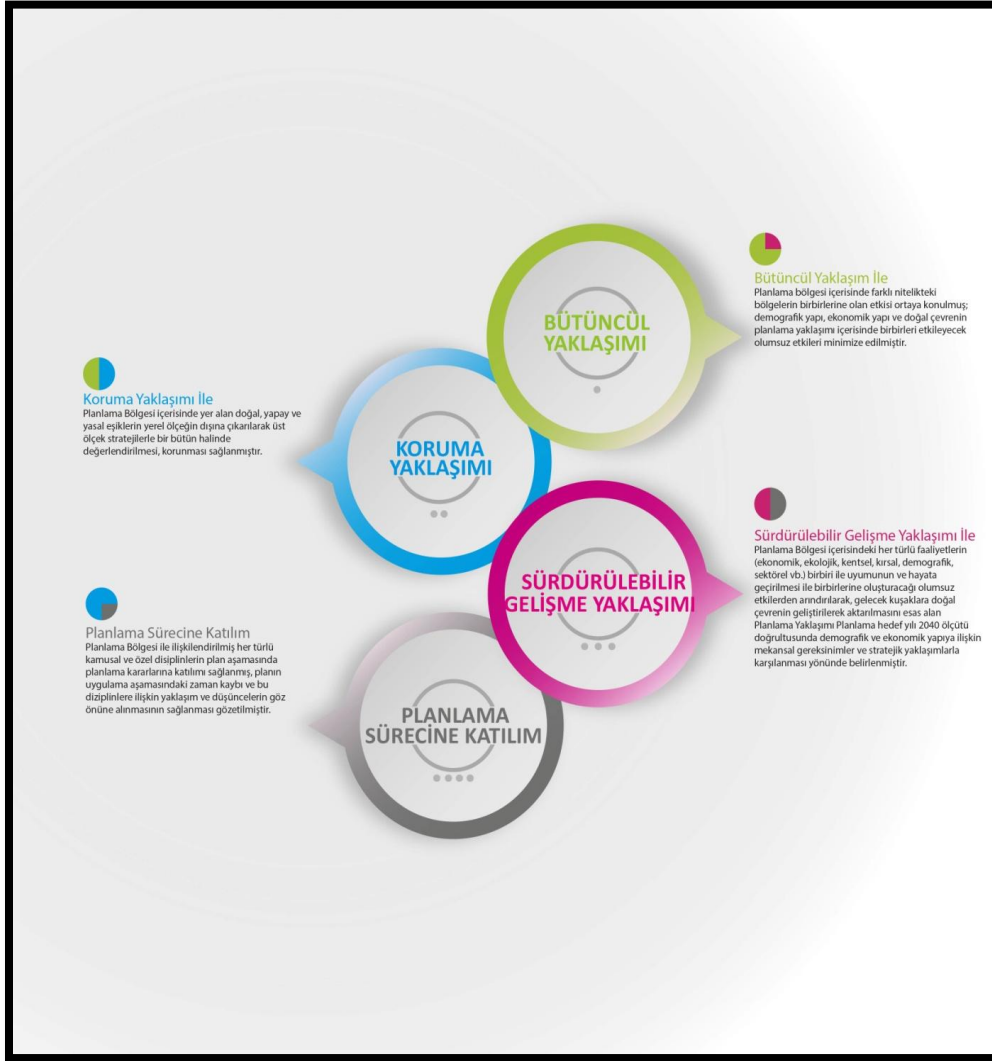 BÜTÜNCÜL
YAKLAŞIMI
Bütüncül Yaklaşım İle
Planlama bölgesi içerisinde farklı nitelikteki
bölgelerin birbirlerine olan etkisi ortaya konulmuş;
demografik yapı, ekonomik yapı ve doğal çevrenin
planlama yaklaşımı içerisinde birbirleri etkileyecek
olumsuz etkileri minimize edilmiştir.
Koruma Yaklaşımı İle
Planlama Bölgesi içerisinde yer alan doğal, yapay ve
yasal eşiklerin yerel ölçeğin dışına çıkarılarak üst
ölçek stratejilerle bir bütün halinde
değerlendirilmesi, korunması sağlanmıştır.
KORUMA
YAKLAŞIMI
SÜRDÜRÜLEBİLİR
GELİŞME YAKLAŞIMI
Sürdürülebilir Gelişme Yaklaşımı İle
Planlama Bölgesi içerisindeki her türlü faaliyetlerin
(ekonomik, ekolojik, kentsel, kırsal, demografik,
sektörel vb.) birbiri ile uyumunun ve hayata
geçirilmesi ile birbirlerine oluşturacağı olumsuz
etkilerden arındırılarak, gelecek kuşaklara doğal
çevrenin geliştirilerek aktarılmasını esas alan
Planlama Yaklaşımı Planlama hedef yılı 2040 ölçütü
doğrultusunda demografik ve ekonomik yapıya ilişkin
mekansal gereksinimler ve stratejik yaklaşımlarla
karşılanması yönünde belirlenmiştir.
Planlama Sürecine Katılım
Planlama Bölgesi ile ilişkilendirilmiş her türlü
kamusal ve özel disiplinlerin plan aşamasında
planlama kararlarına katılımı sağlanmış, planın
uygulama aşamasındaki zaman kaybı ve bu
diziplinlere ilişkin yaklaşım ve düşüncelerin göz
önüne alınmasının sağlanması gözetilmiştir.
PLANLAMA
SÜRECİNE KATILIM